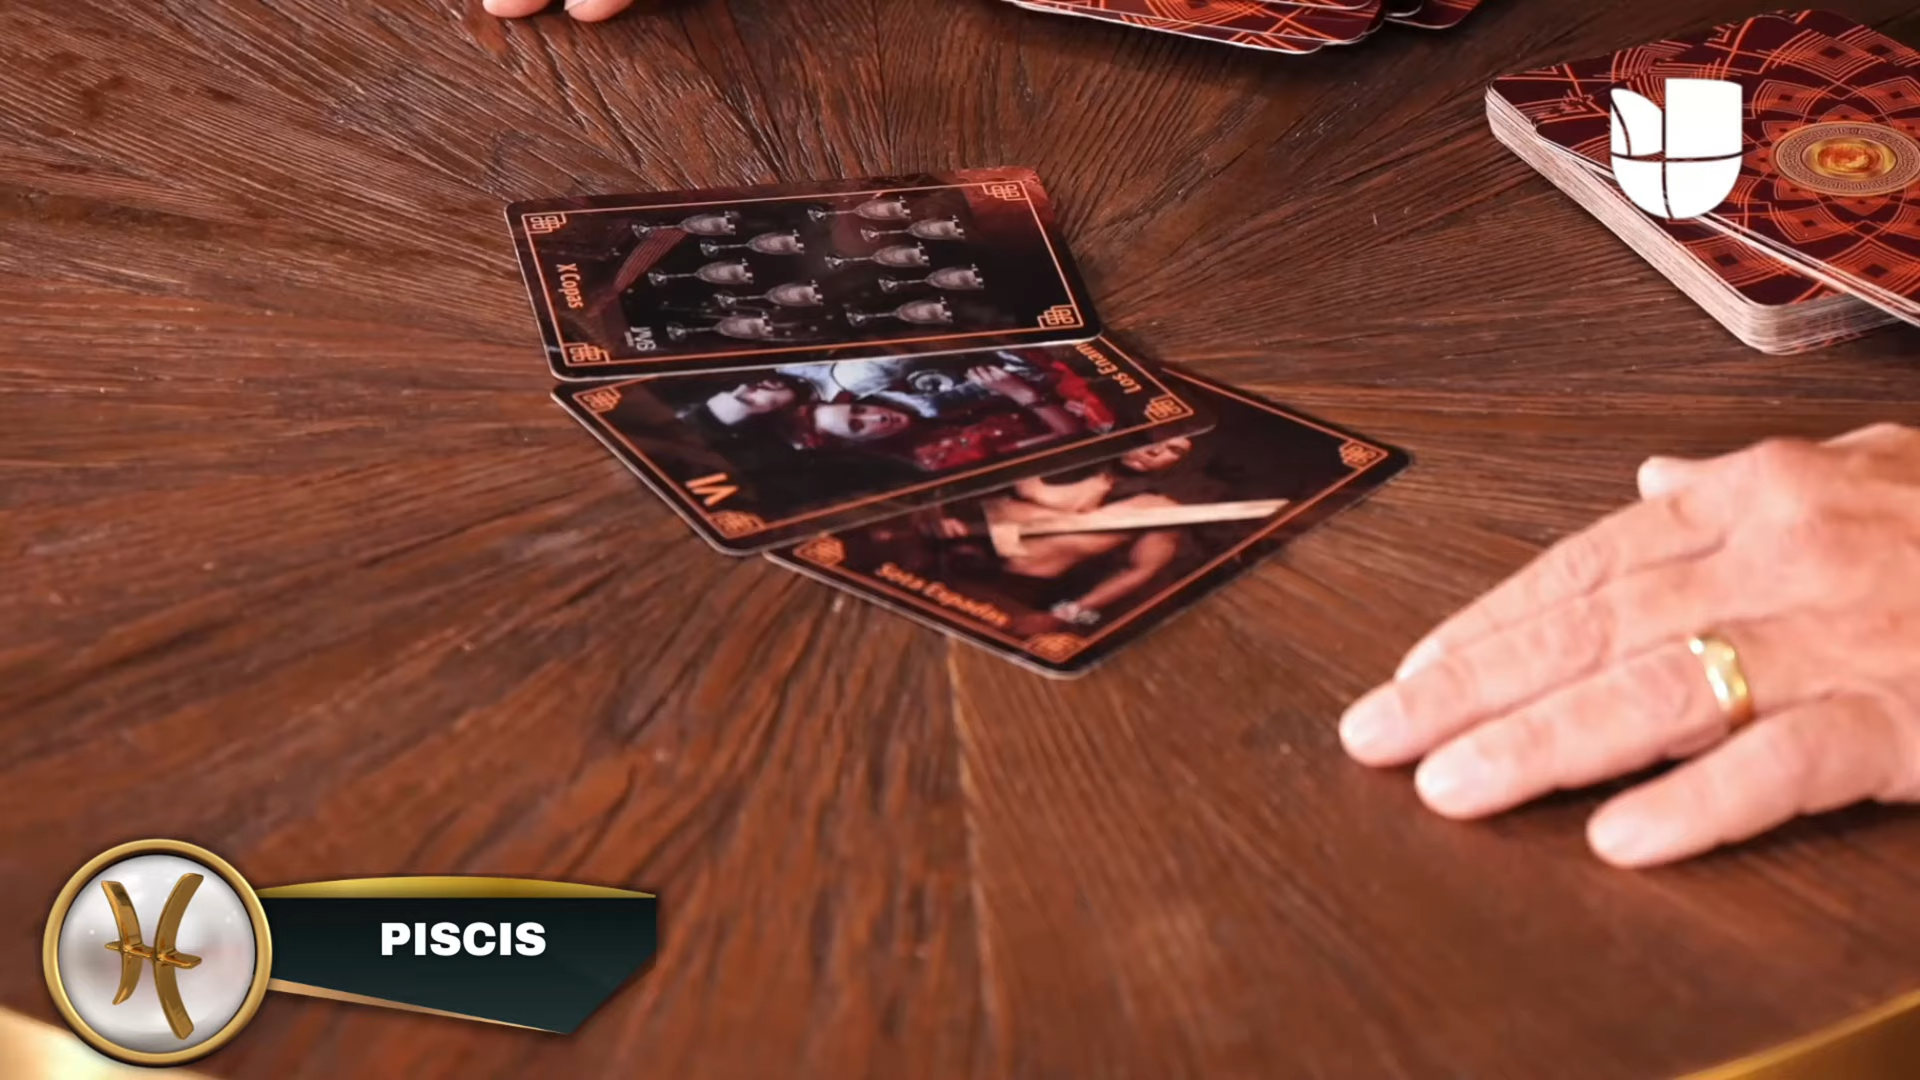 X Copas
Los Enam
VI
Sota Espadas
PISCIS